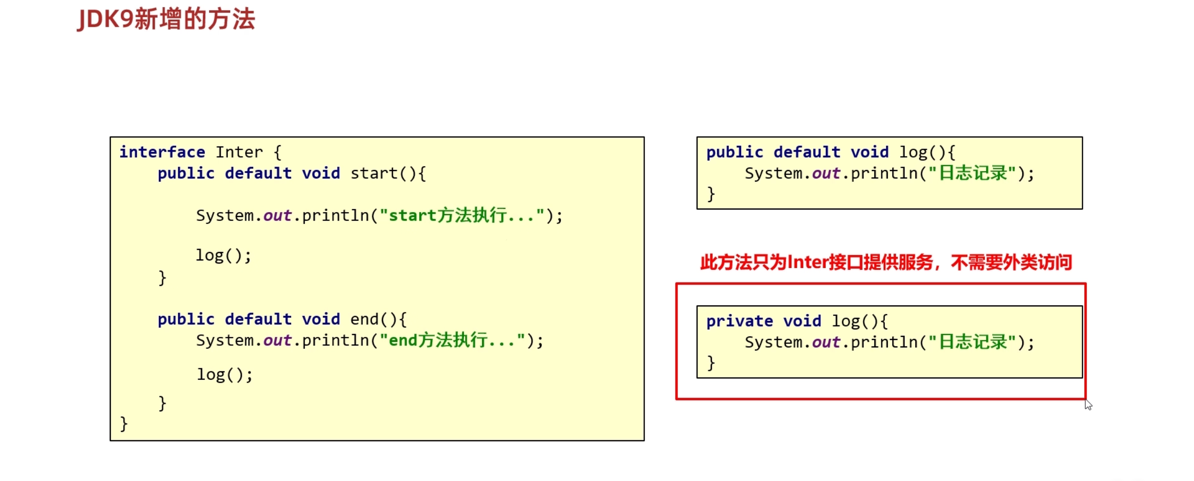 JDK9新增的方法
interface Inter {
public default void start(){
System.out.println("start方法执行...");
log();
}
public default void end(){
System.out.println("end方法执行...");
log();
}
}
public default void log(){
System.out.println("日志记录");
}
此方法只为Inter接口提供服务，不需要外类访问
private void log(){
System.out.println("日志记录");
}